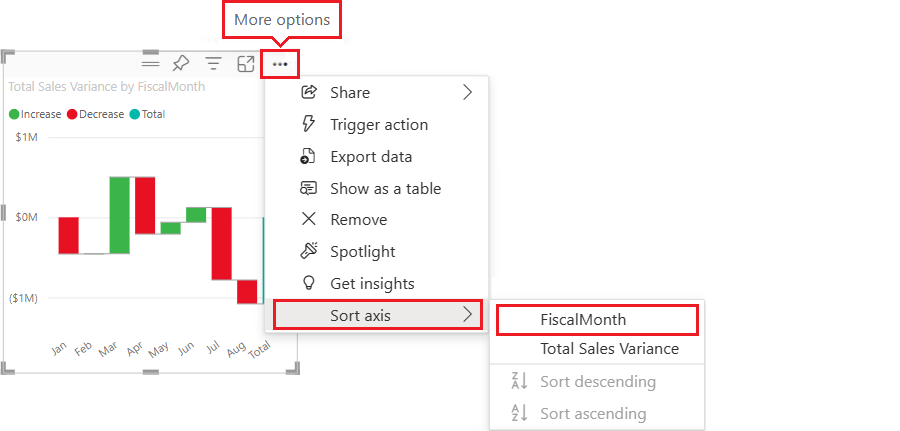 More options
Total Sales Variance by FiscalMonth
Increase Decrease Total
$1M
$0M
($1M)
Jan Feb Mar Apr May Jun Jul Aug Total
Share
Trigger action
Export data
Show as a table
Remove
Spotlight
Get insights
Sort axis
FiscalMonth
Total Sales Variance
Sort descending
Sort ascending